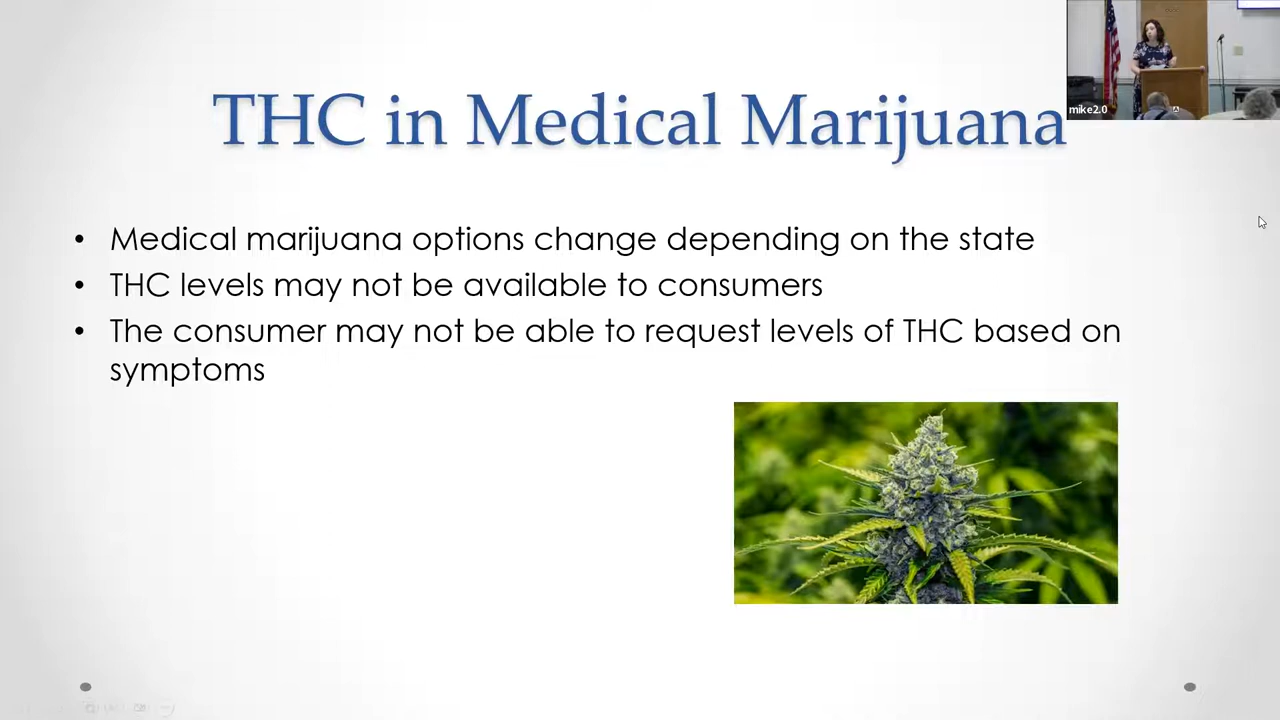 THC in Medical Marijuana
mike2.0
• Medical marijuana options change depending on the state
• THC levels may not be available to consumers
• The consumer may not be able to request levels of THC based on
symptoms